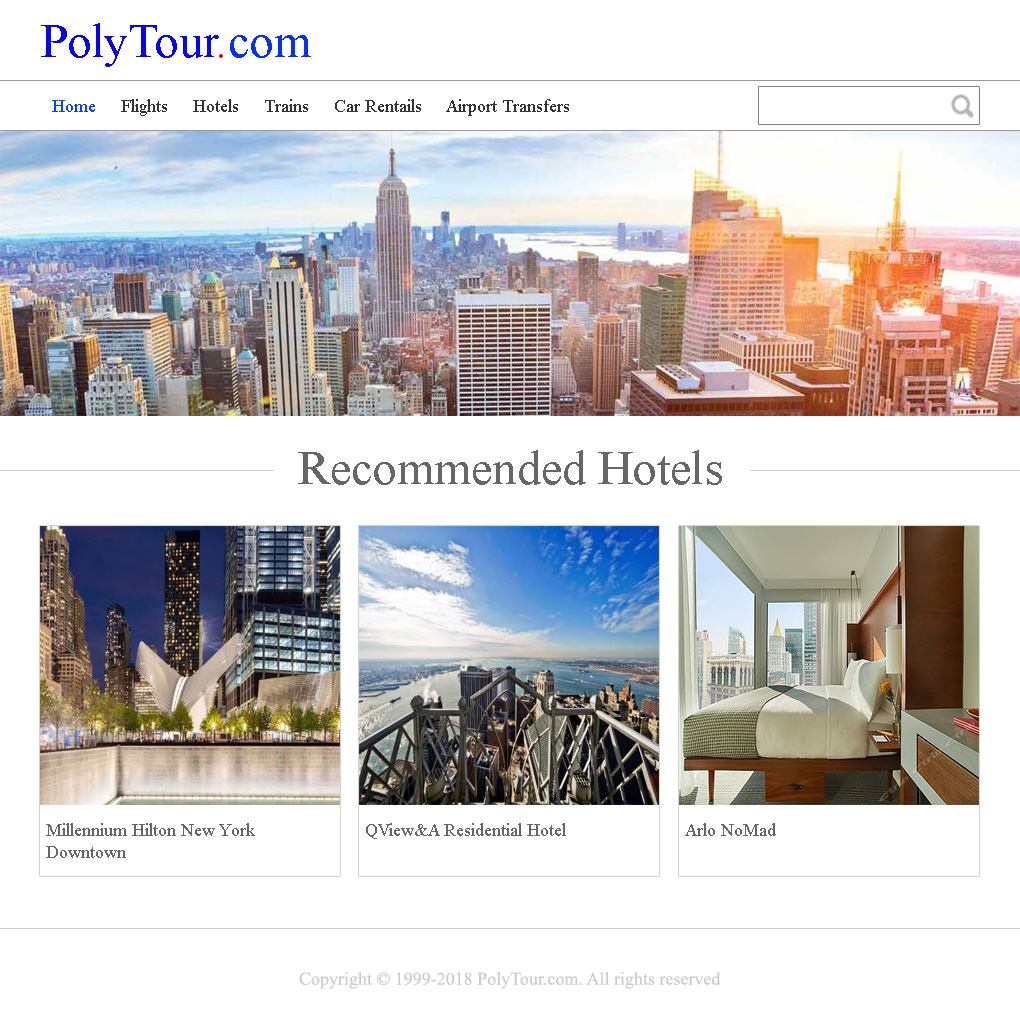 PolyTour.com
Home Flights Hotels Trains Car Rentails Airport Transfers
Recommended Hotels
Millennium Hilton New York
Downtown
QView&A Residential Hotel
Arlo NoMad
Copyright © 1999-2018 PolyTour.com. All rights reserved